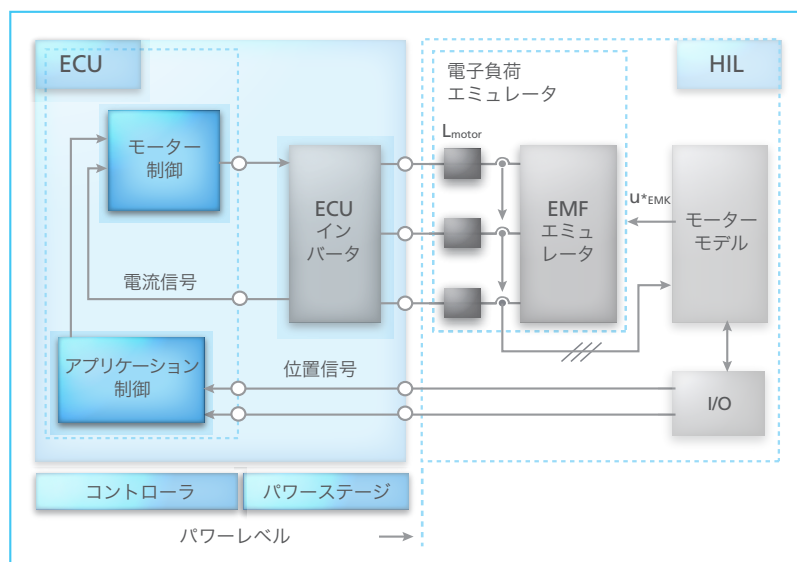 ECU
HIL
電子負荷
エミュレータ
モーター
制御
Lmotor
ECU
イン
バータ
EMF
エミュ
レータ
u*EMK
モーター
モデル
電流信号
アプリケーション
制御
位置信号
I/O
コントローラ
パワーステージ
パワーレベル